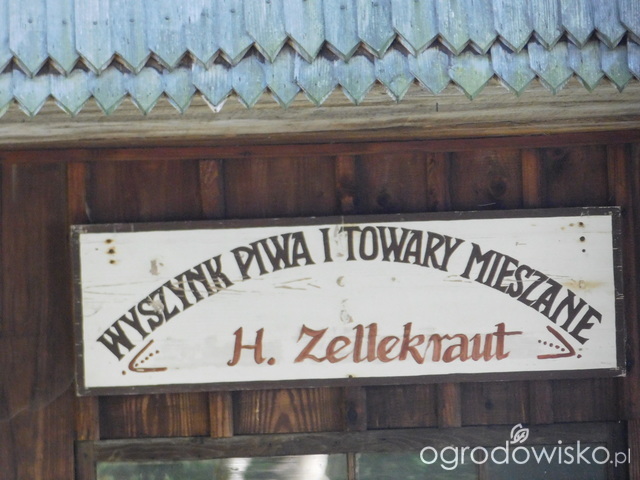 WYSZYNK PIWA I TOWARY MIESZANE
H. Zellekraut
ogrodowisko.pl